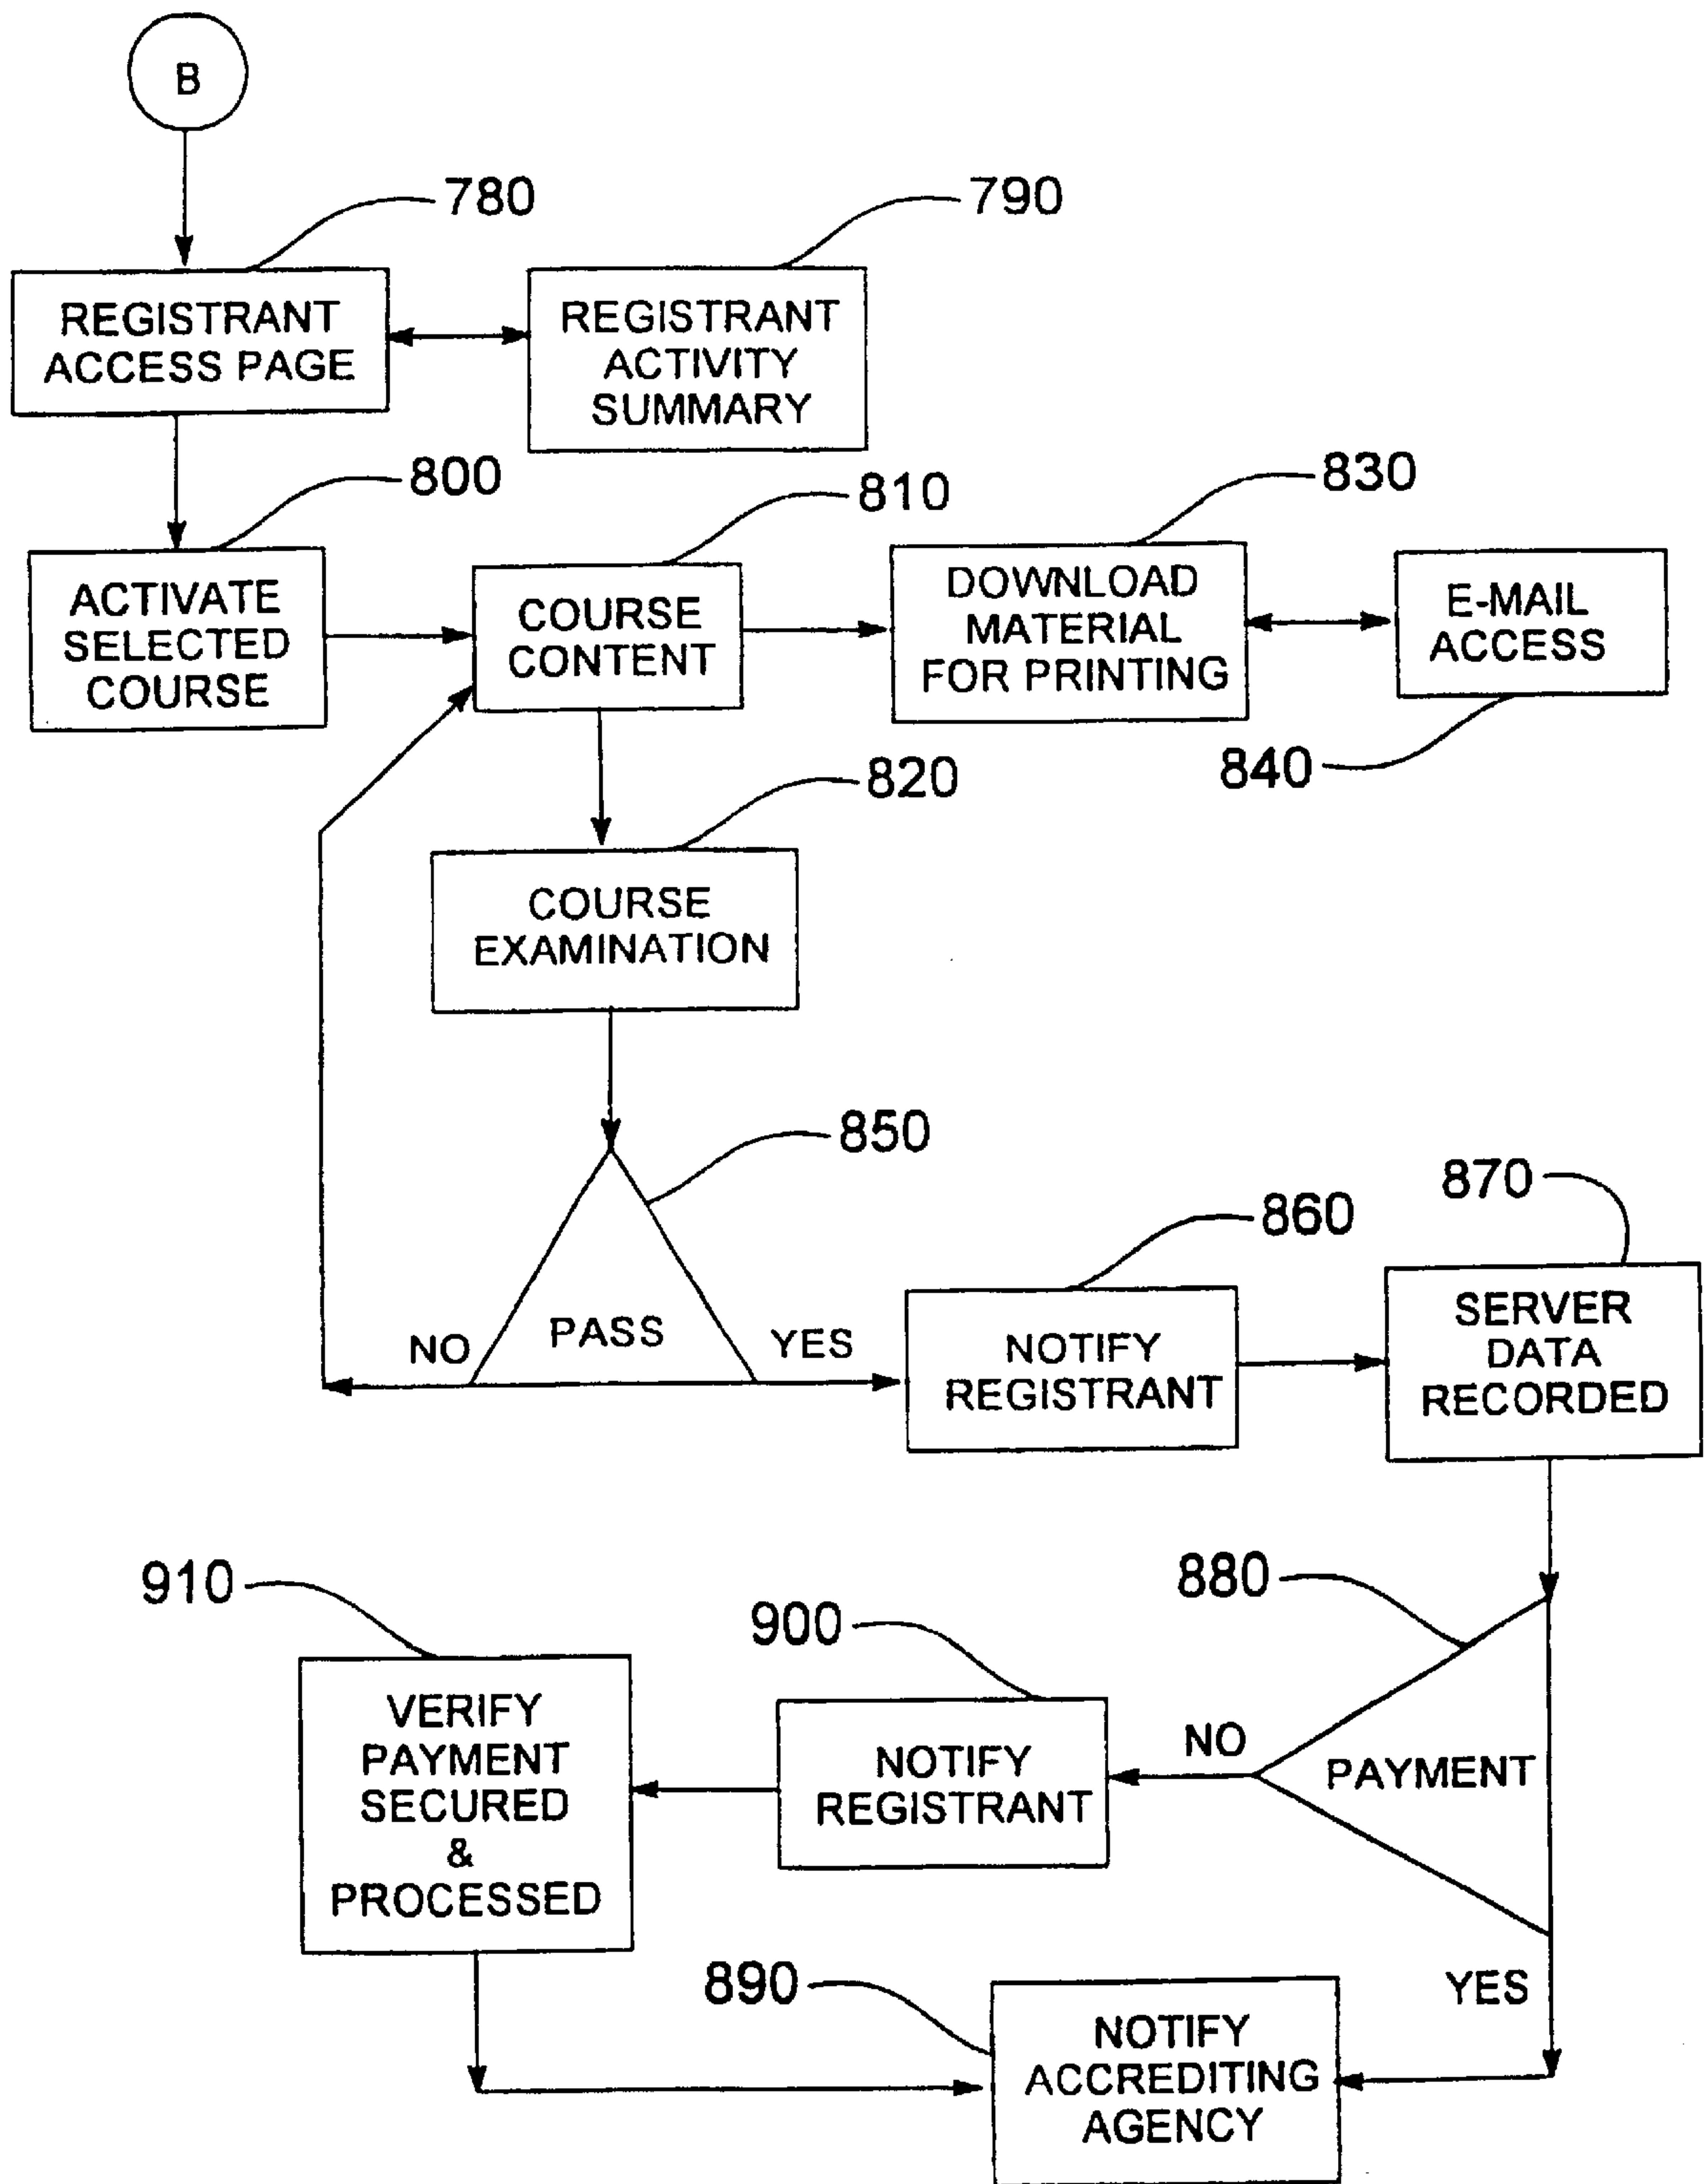 B
780
790
REGISTRANT
ACCESS PAGE
REGISTRANT
ACTIVITY
SUMMARY
800
810
830
ACTIVATE
SELECTED
COURSE
COURSE
CONTENT
DOWNLOAD
MATERIAL
FOR PRINTING
E-MAIL
ACCESS
840
820
COURSE
EXAMINATION
850
860
870
NO
PASS
YES
NOTIFY
REGISTRANT
SERVER
DATA
RECORDED
910
900
880
VERIFY
PAYMENT
SECURED
&
PROCESSED
NOTIFY
REGISTRANT
NO
PAYMENT
YES
890
NOTIFY
ACCREDITING
AGENCY